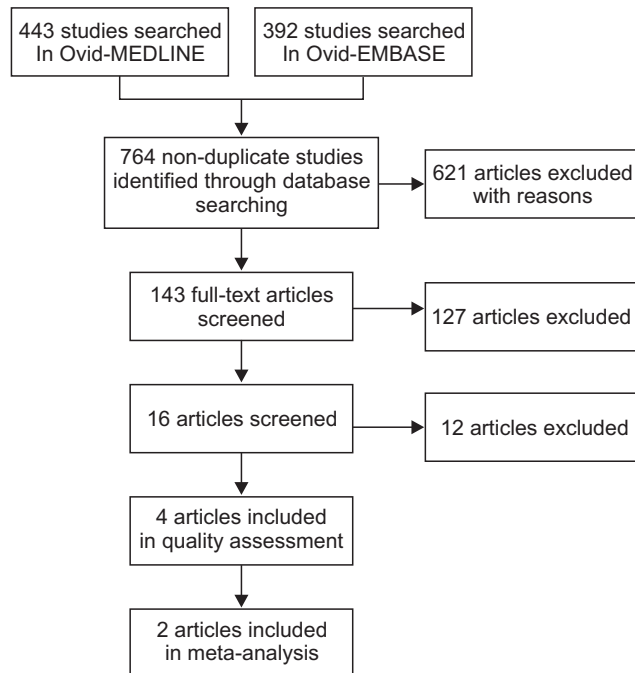 443 studies searched
In Ovid-MEDLINE
392 studies searched
In Ovid-EMBASE
764 non-duplicate studies
identified through database
searching
621 articles excluded
with reasons
143 full-text articles
screened
127 articles excluded
16 articles screened
12 articles excluded
4 articles included
in quality assessment
2 articles included
in meta-analysis